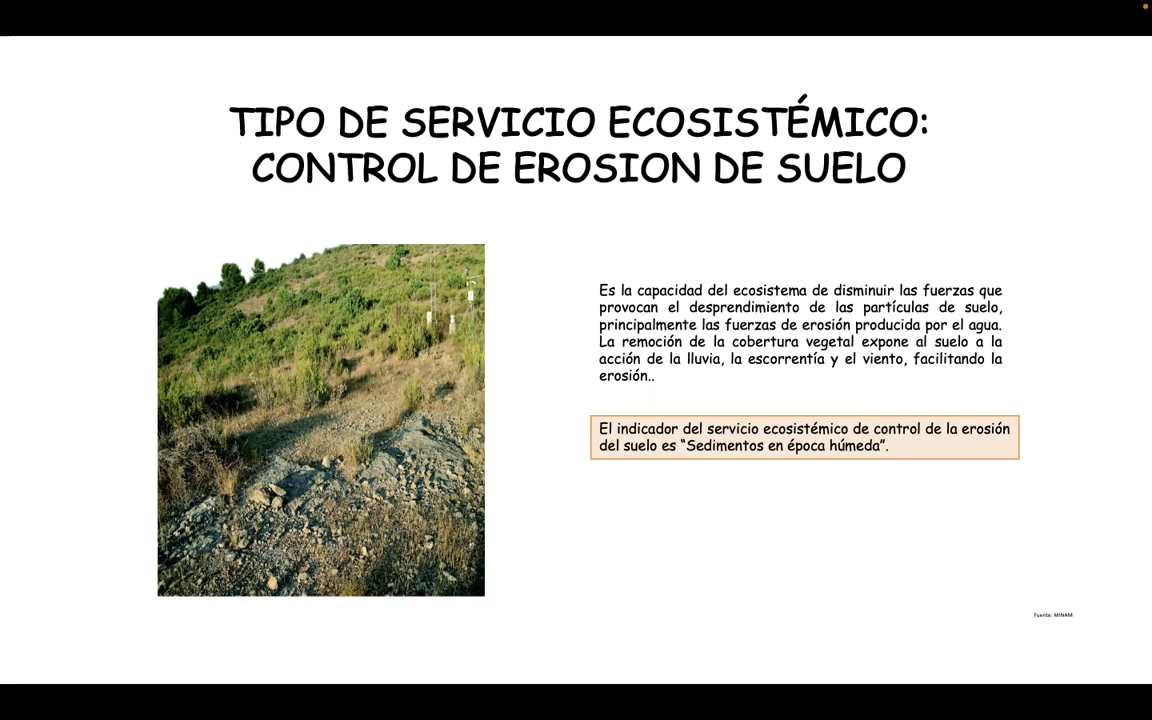 TIPO DE SERVICIO ECOSISTÉMICO:
CONTROL DE EROSION DE SUELO
Es la capacidad del ecosistema de disminuir las fuerzas que
provocan el desprendimiento de las partículas de suelo,
principalmente las fuerzas de erosión producida por el agua.
La remoción de la cobertura vegetal expone al suelo a la
acción de la lluvia, la escorrentía y el viento, facilitando la
erosión..
El indicador del servicio ecosistémico de control de la erosión
del suelo es “Sedimentos en época húmeda”.
Fuente: MINAM